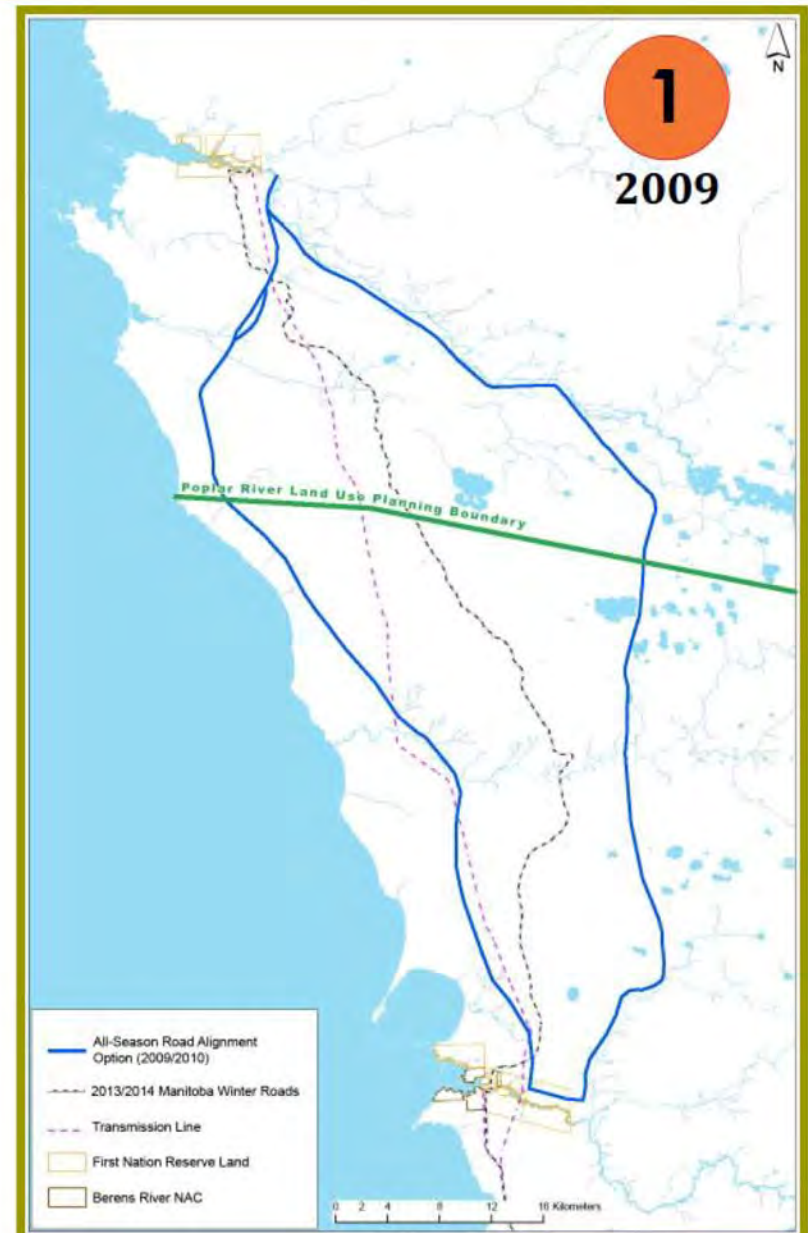 N
1
2009
Poplar River Land Use Planning Boundary
All-Season Road Alignment
Option (2009/2010)
2013/2014 Manitoba Winter Roads
Transmission Line
First Nation Reserve Land
Berens River NAC
0 2 4 8 12 16 Kilometers